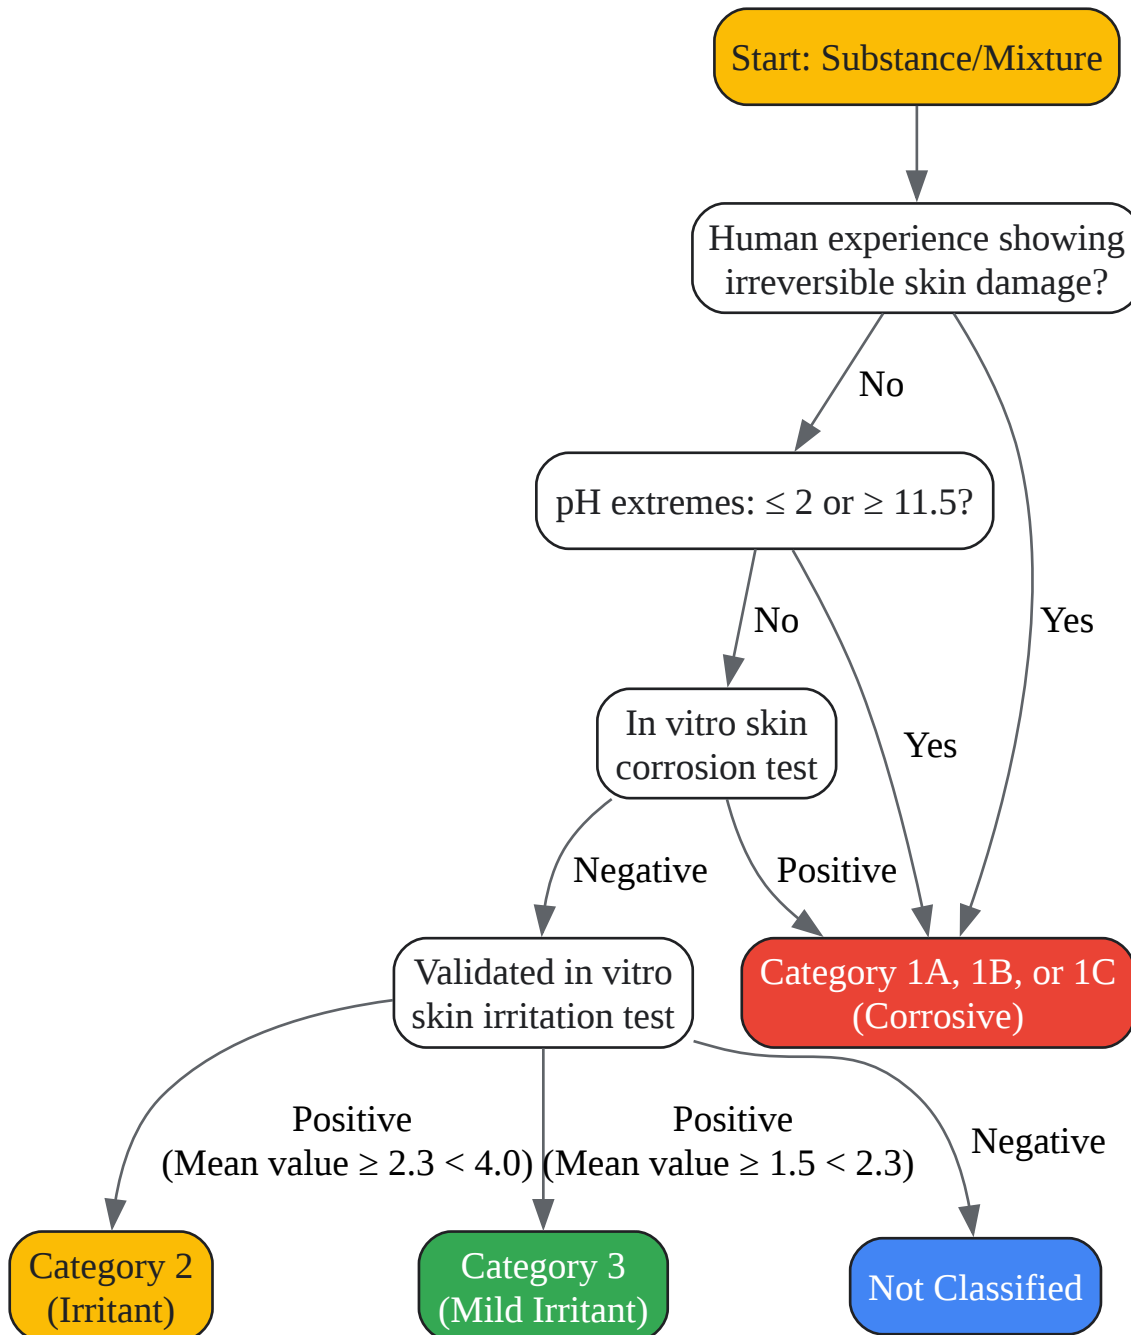 Start: Substance/Mixture
Human experience showing
irreversible skin damage?
No
pH extremes: ≤ 2 or ≥ 11.5?
No
Yes
In vitro skin
corrosion test
Yes
Negative
Positive
Validated in vitro
skin irritation test
Category 1A, 1B, or 1C
(Corrosive)
Positive
(Mean value ≥ 2.3 < 4.0)
Positive
(Mean value ≥ 1.5 < 2.3)
Negative
Category 2
(Irritant)
Category 3
(Mild Irritant)
Not Classified